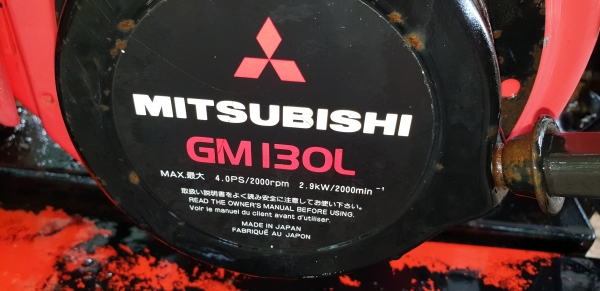 MITSUBISHI
GM130L
MAX.最大 4.0PS/2000rpm 2.9kW/2000min⁻¹
取扱い説明書をよく読み安全に注意してお使い下さい。
READ THE OWNER'S MANUAL BEFORE USING.
Voir le manuel du client avant d'utiliser.
MADE IN JAPAN
FABRIQUÉ AU JAPON